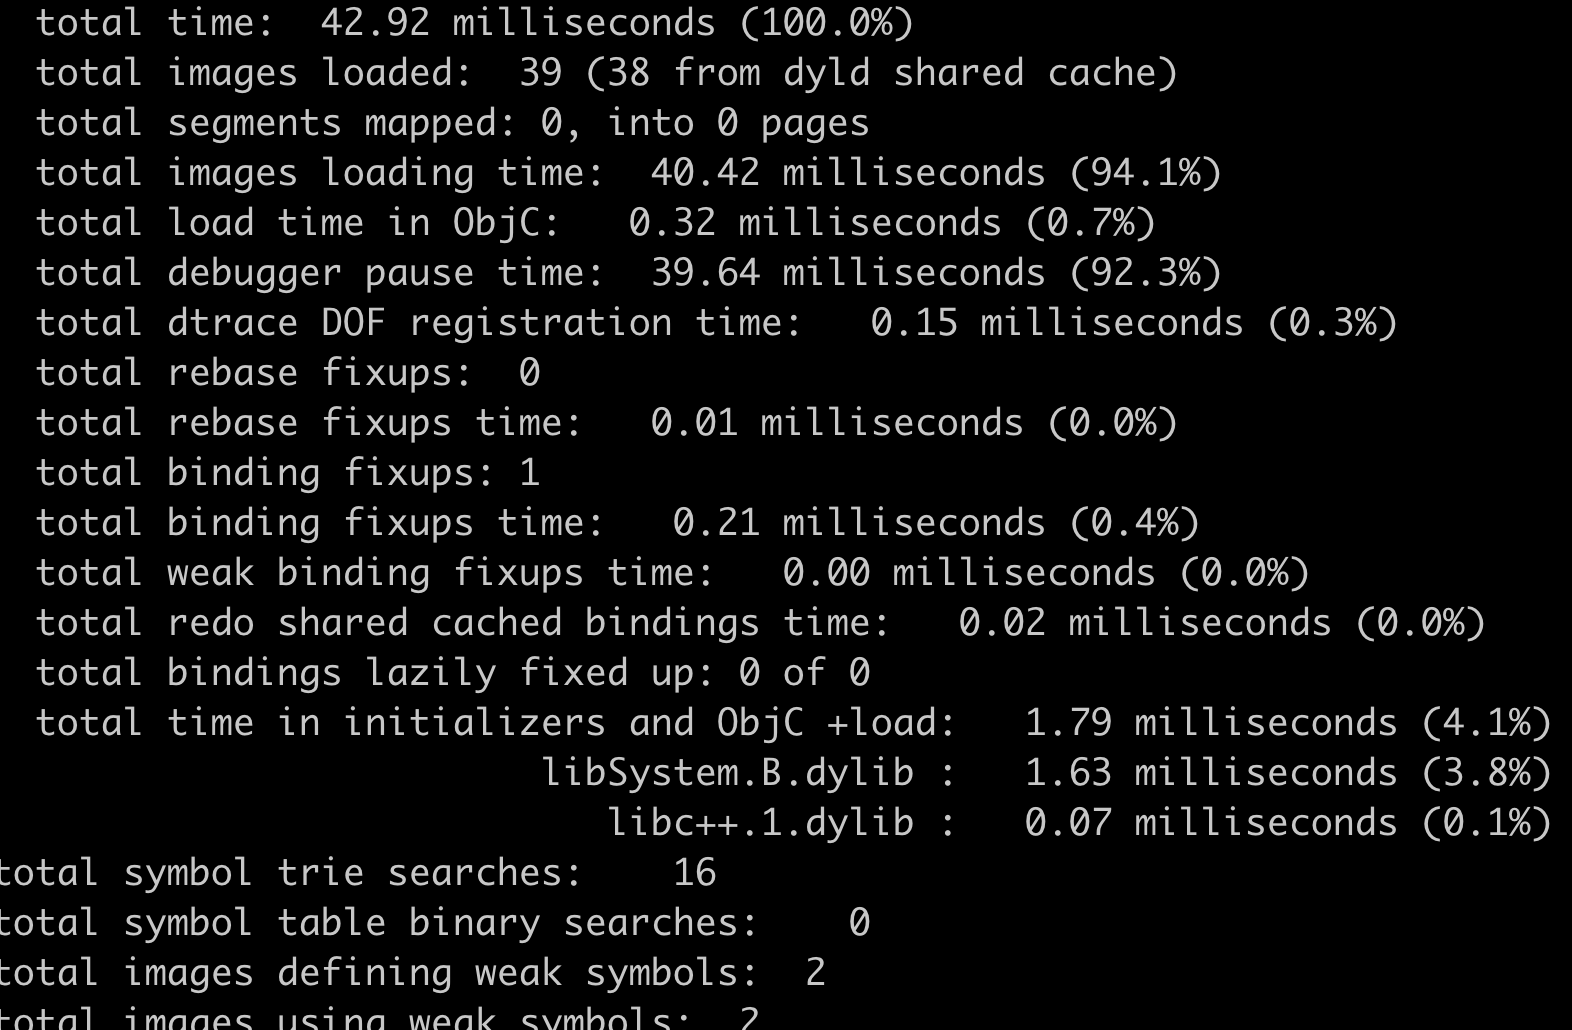 total time:  42.92 milliseconds (100.0%)
total images loaded:  39 (38 from dyld shared cache)
total segments mapped: 0, into 0 pages
total images loading time:  40.42 milliseconds (94.1%)
total load time in ObjC:   0.32 milliseconds (0.7%)
total debugger pause time:  39.64 milliseconds (92.3%)
total dtrace DOF registration time:   0.15 milliseconds (0.3%)
total rebase fixups:  0
total rebase fixups time:   0.01 milliseconds (0.0%)
total binding fixups: 1
total binding fixups time:   0.21 milliseconds (0.4%)
total weak binding fixups time:   0.00 milliseconds (0.0%)
total redo shared cached bindings time:   0.02 milliseconds (0.0%)
total bindings lazily fixed up: 0 of 0
total time in initializers and ObjC +load:   1.79 milliseconds (4.1%)
libSystem.B.dylib :   1.63 milliseconds (3.8%)
libc++.1.dylib :   0.07 milliseconds (0.1%)
total symbol trie searches:    16
total symbol table binary searches:    0
total images defining weak symbols:  2
total images using weak symbols:  2